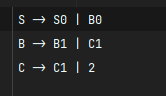 S -> S0 | B0
B -> B1 | C1
C -> C1 | 2